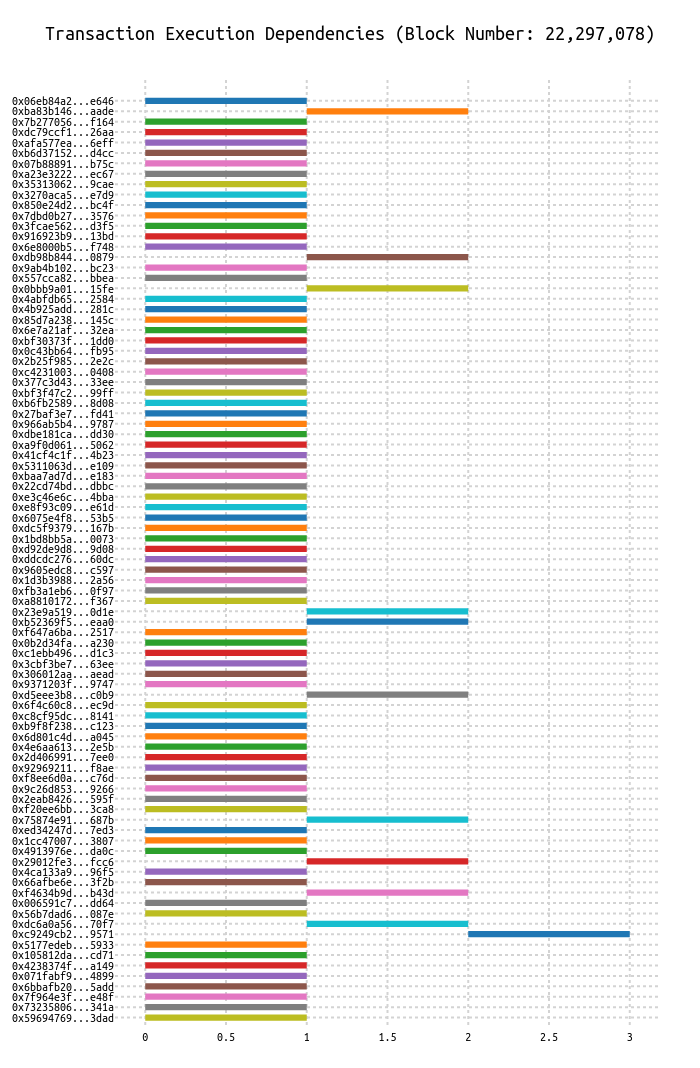 Transaction Execution Dependencies (Block Number: 22,297,078)
0x06eb84a2...e646
0xba83b146...aade
0x7b277056...f164
0xdc79ccf1...26aa
0xafa577ea...6eff
0xb6d37152...d4cc
0x07b88891...b75c
0xa23e3222...ec67
0x35313062...9cae
0x3270aca5...e7d9
0x850e24d2...bc4f
0x7dbd0b27...3576
0x3fcae562...d3f5
0x916923b9...13bd
0x6e8000b5...f748
0xdb98b844...0879
0x9ab4b102...bc23
0x557cca82...bbea
0x0bbb9a01...15fe
0x4abfdb65...2584
0x4b925add...281c
0x85d7a238...145c
0x6e7a21af...32ea
0xbf30373f...1dd0
0x0c43bb64...fb95
0x2b25f985...2e2c
0xc4231003...0408
0x377c3d43...33ee
0xbf3f47c2...99ff
0xb6fb2589...8d08
0x27baf3e7...fd41
0x966ab5b4...9787
0xdbe181ca...dd30
0xa9f0d061...5062
0x41cf4c1f...4b23
0x5311063d...e109
0xbaa7ad7d...e183
0x22cd74bd...dbbc
0xe3c46e6c...4bba
0xe8f93c09...e61d
0x6075e4f8...53b5
0xdc5f9379...167b
0x1bd8bb5a...0073
0xd92de9d8...9d08
0xddcdc276...60dc
0x9605edc8...c597
0x1d3b3988...2a56
0xfb3a1eb6...0f97
0xa8810172...f367
0x23e9a519...0d1e
0xb52369f5...eaa0
0xf647a6ba...2517
0x0b2d34fa...a230
0xc1ebb496...d1c3
0x3cbf3be7...63ee
0x306012aa...aead
0x9371203f...9747
0xd5eee3b8...c0b9
0x6f4c60c8...ec9d
0xc8cf95dc...8141
0xb9f8f238...c123
0x6d801c4d...a045
0x4e6aa613...2e5b
0x2d406991...7ee0
0x92969211...f8ae
0xf8ee6d0a...c76d
0x9c26d853...9266
0x2eab8426...595f
0xf20ee6bb...3ca8
0x75874e91...687b
0xed34247d...7ed3
0x1cc47007...3807
0x4913976e...da0c
0x29012fe3...fcc6
0x4ca133a9...96f5
0x66afbe6e...3f2b
0xf4634b9d...b43d
0x006591c7...dd64
0x56b7dad6...087e
0xdc6a0a56...70f7
0xc9249cb2...9571
0x5177edeb...5933
0x105812da...cd71
0x4238374f...a149
0x071fabf9...4899
0x6bbafb20...5add
0x7f964e3f...e48f
0x73235806...341a
0x59694769...3dad
0 0.5 1 1.5 2 2.5 3